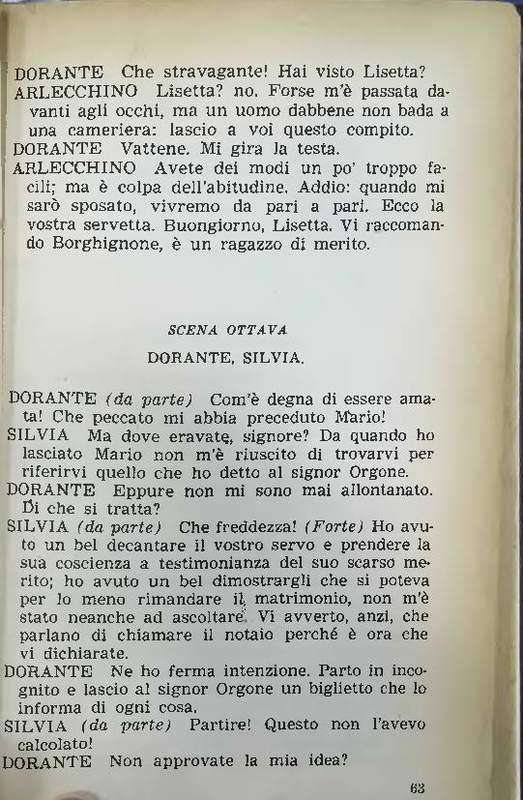 DORANTE Che stravagante! Hai visto Lisetta?
ARLECCHINO Lisetta? no. Forse m'è passata da-
vanti agli occhi, ma un uomo dabbene non bada a
una cameriera: lascio a voi questo compito.
DORANTE Vattene. Mi gira la testa.
ARLECCHINO Avete dei modi un po' troppo fa-
cili; ma è colpa dell'abitudine. Addio: quando mi
sarò sposato, vivremo da pari a pari. Ecco la
vostra servetta. Buongiorno, Lisetta. Vi raccoman-
do Borghignone, è un ragazzo di merito.
SCENA OTTAVA
DORANTE, SILVIA.
DORANTE (da parte) Com'è degna di essere ama-
ta! Che peccato mi abbia preceduto Mario!
SILVIA Ma dove eravate, signore? Da quando ho
lasciato Mario non m'è riuscito di trovarvi per
riferirvi quello che ho detto al signor Orgone.
DORANTE Eppure non mi sono mai allontanato.
Di che si tratta?
SILVIA (da parte) Che freddezza! (Forte) Ho avu-
to un bel decantare il vostro servo e prendere la
sua coscienza a testimonianza del suo scarso me-
rito; ho avuto un bel dimostrargli che si poteva
per lo meno rimandare il matrimonio, non m'è
stato neanche ad ascoltare. Vi avverto, anzi, che
parlano di chiamare il notaio perché è ora che
vi dichiarate.
DORANTE Ne ho ferma intenzione. Parto in inco-
gnito e lascio al signor Orgone un biglietto che lo
informa di ogni cosa.
SILVIA (da parte) Partire! Questo non l'avevo
calcolato!
DORANTE Non approvate la mia idea?
63